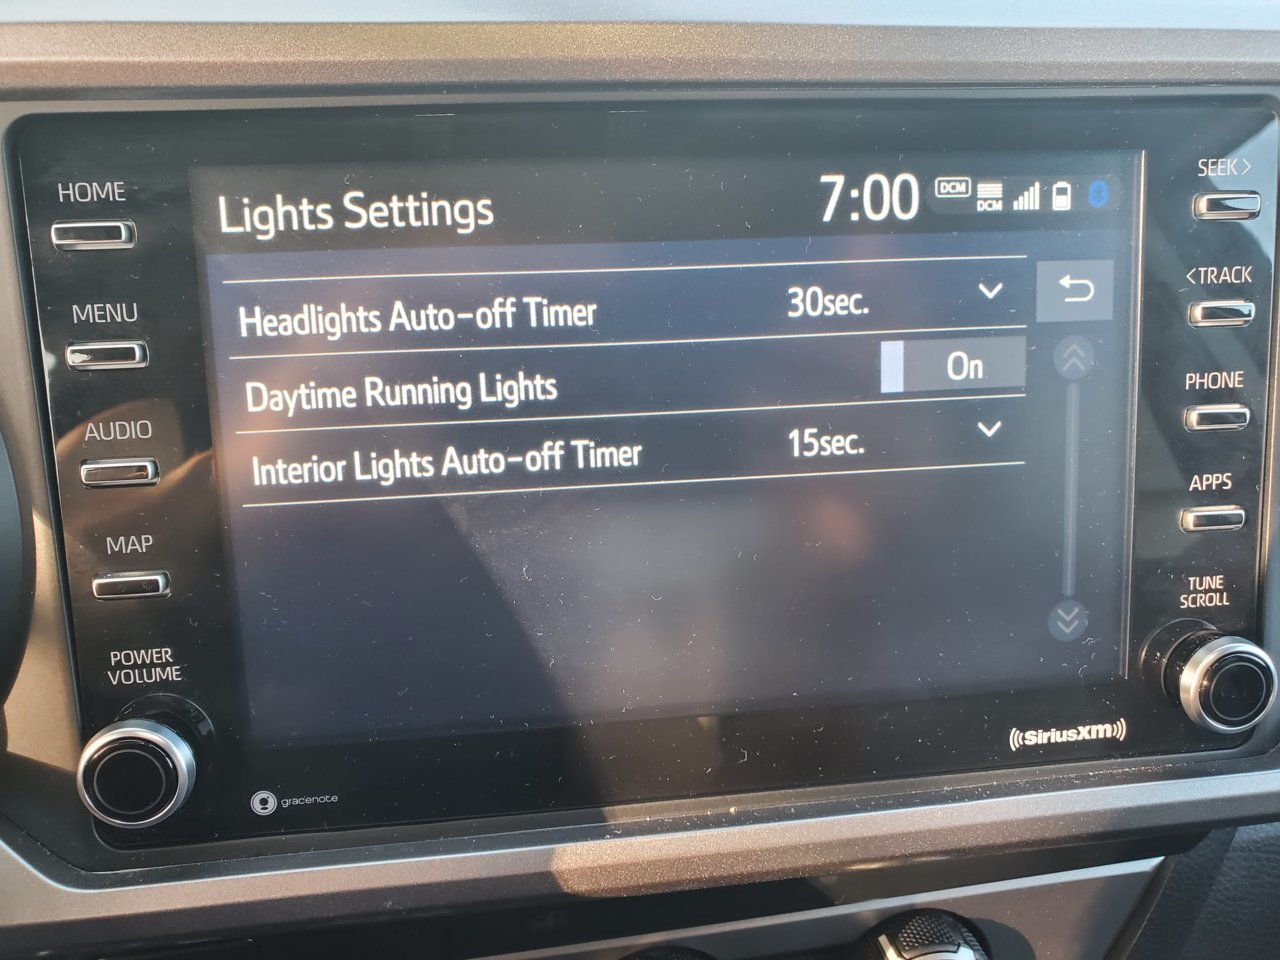 HOME
MENU
AUDIO
MAP
POWER
VOLUME
Lights Settings
7:00
DCM
DCM
Headlights Auto-off Timer 30sec.
Daytime Running Lights On
Interior Lights Auto-off Timer 15sec.
SEEK>
<TRACK
PHONE
APPS
TUNE
SCROLL
gracenote
((SiriusXM))